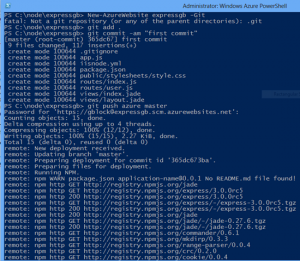 Administrator: Windows Azure PowerShell
PS C:\node\expressgb> New-AzureWebsite expressgb -Git
fatal: Not a git repository (or any of the parent directories): .git
PS C:\node\expressgb> git add .
PS C:\node\expressgb> git commit -am "first commit"
[master (root-commit) 365dc67] first commit
9 files changed, 117 insertions(+)
create mode 100644 .gitignore
create mode 100644 app.js
create mode 100644 iisnode.yml
create mode 100644 package.json
create mode 100644 public/stylesheets/style.css
create mode 100644 routes/index.js
create mode 100644 routes/user.js
create mode 100644 views/index.jade
create mode 100644 views/layout.jade
PS C:\node\expressgb> git push azure master
Password for 'https://gblock@expressgb.scm.azurewebsites.net':
Counting objects: 15, done.
Delta compression using up to 4 threads.
Compressing objects: 100% (12/12), done.
Writing objects: 100% (15/15), 2.27 KiB, done.
Total 15 (delta 0), reused 0 (delta 0)
remote: New deployment received.
remote: Updating branch 'master'.
remote: Preparing deployment for commit id '365dc673ba'.
remote: Preparing files for deployment.
remote: Running NPM.
remote: npm WARN package.json application-name@0.0.1 No README.md file found!
remote: npm http GET http://registry.npmjs.org/jade
remote: npm http GET http://registry.npmjs.org/express/3.0.0rc5
remote: npm http 200 http://registry.npmjs.org/express/3.0.0rc5
remote: npm http GET http://registry.npmjs.org/express/-/express-3.0.0rc5.tgz
remote: npm http 200 http://registry.npmjs.org/express/-/express-3.0.0rc5.tgz
remote: npm http 200 http://registry.npmjs.org/jade
remote: npm http GET http://registry.npmjs.org/jade/-/jade-0.27.6.tgz
remote: npm http 200 http://registry.npmjs.org/jade/-/jade-0.27.6.tgz
remote: npm http GET http://registry.npmjs.org/commander/0.6.1
remote: npm http GET http://registry.npmjs.org/mkdirp/0.3.3
remote: npm http GET http://registry.npmjs.org/range-parser/0.0.4
remote: npm http GET http://registry.npmjs.org/crc/0.2.0
remote: npm http GET http://registry.npmjs.org/cookie/0.0.4